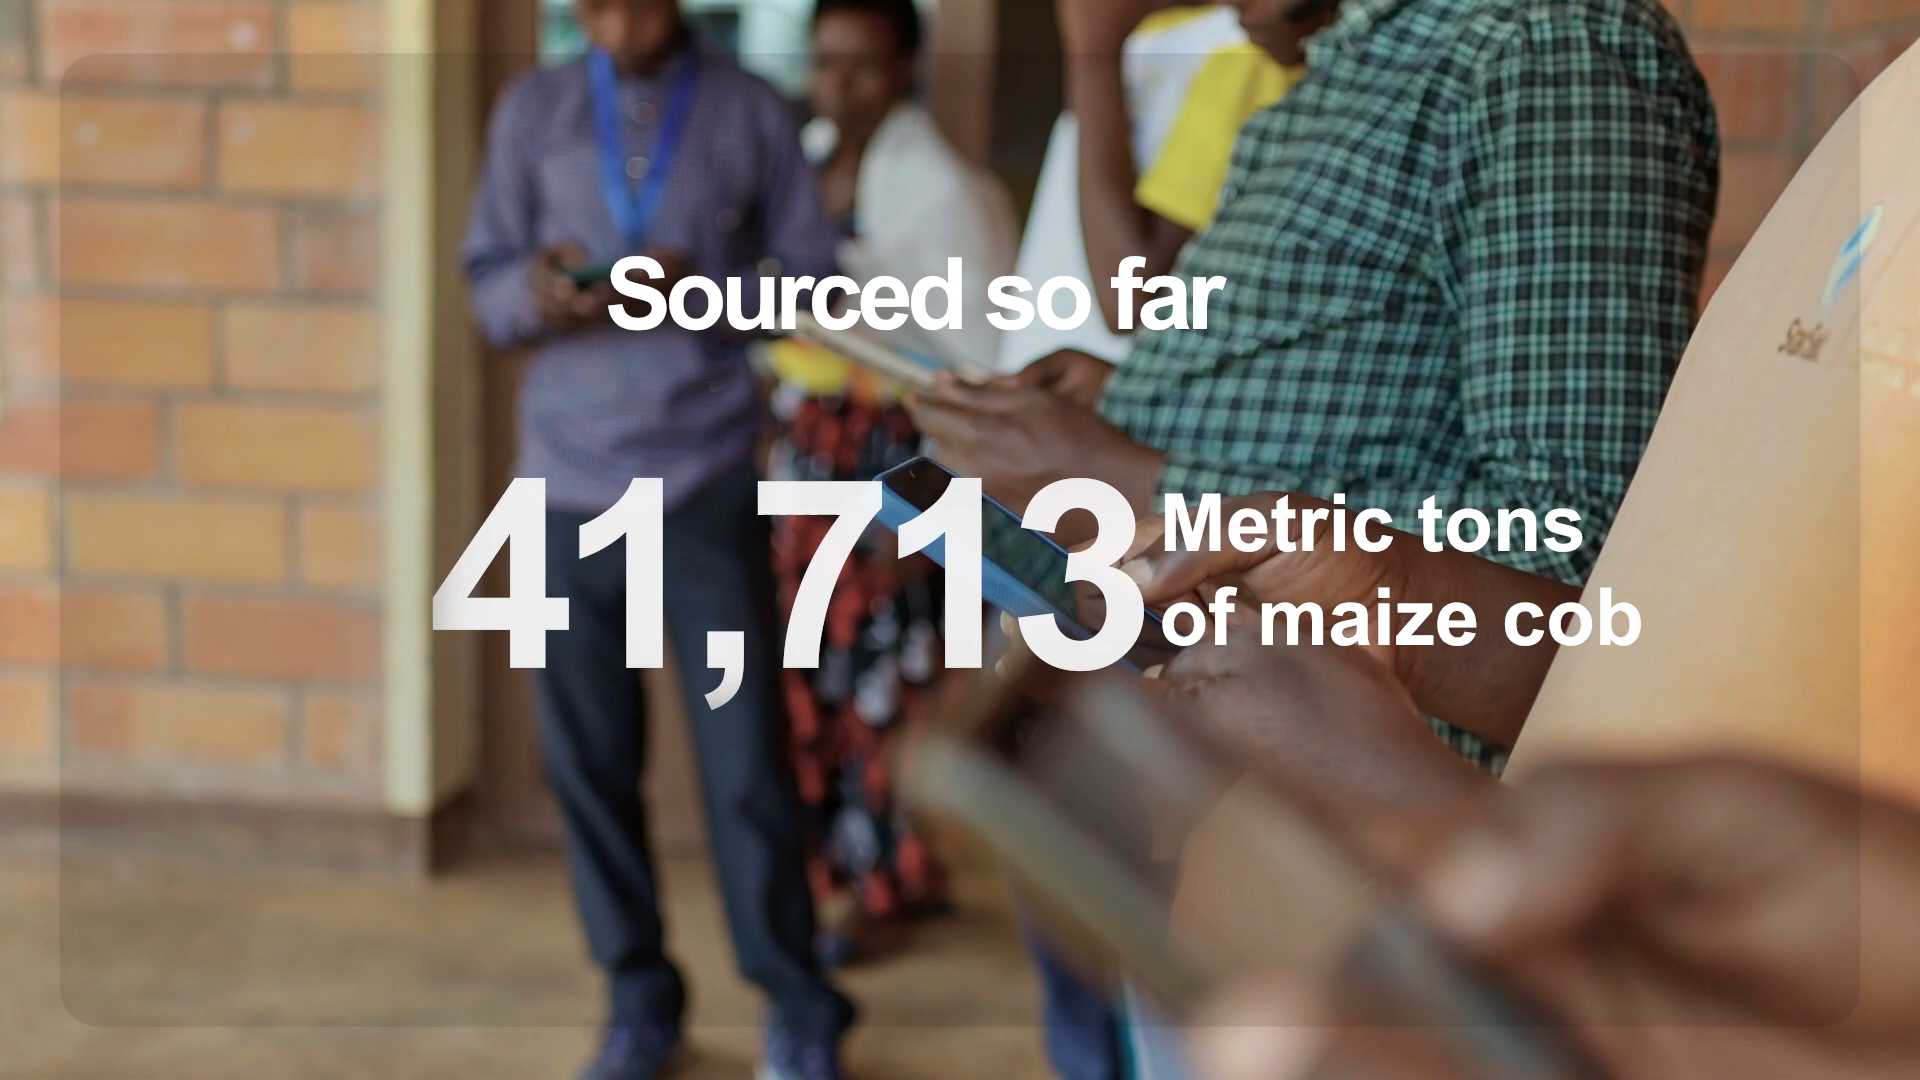 Sourced so far
41,713
Metric tons
of maize cob